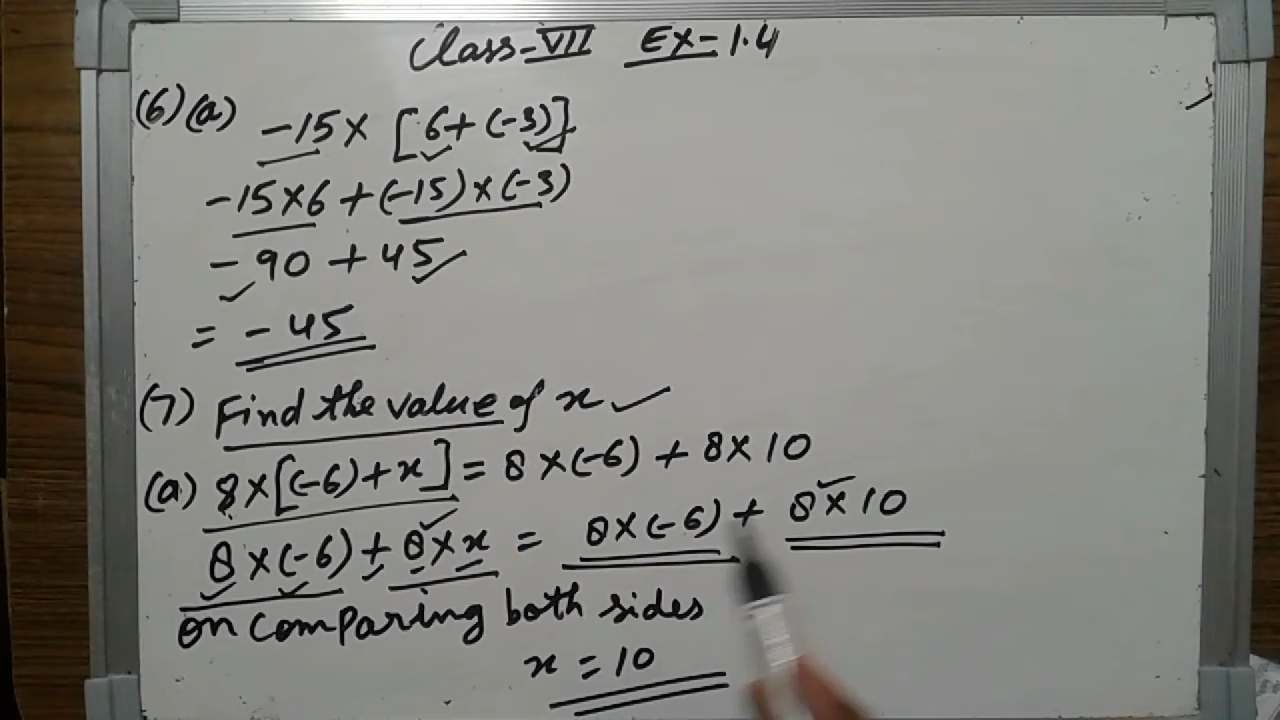 Class-VII Ex-1.4
(6)(a) -15× [6+(-3)]
-15×6 +(-15)×(-3)
-90 + 45
= -45
(7) Find the value of x
(a) 8×[(-6)+x] = 8×(-6) + 8×10
8×(-6)+8×x = 8×(-6)+ 8×10
on comparing both sides
x = 10